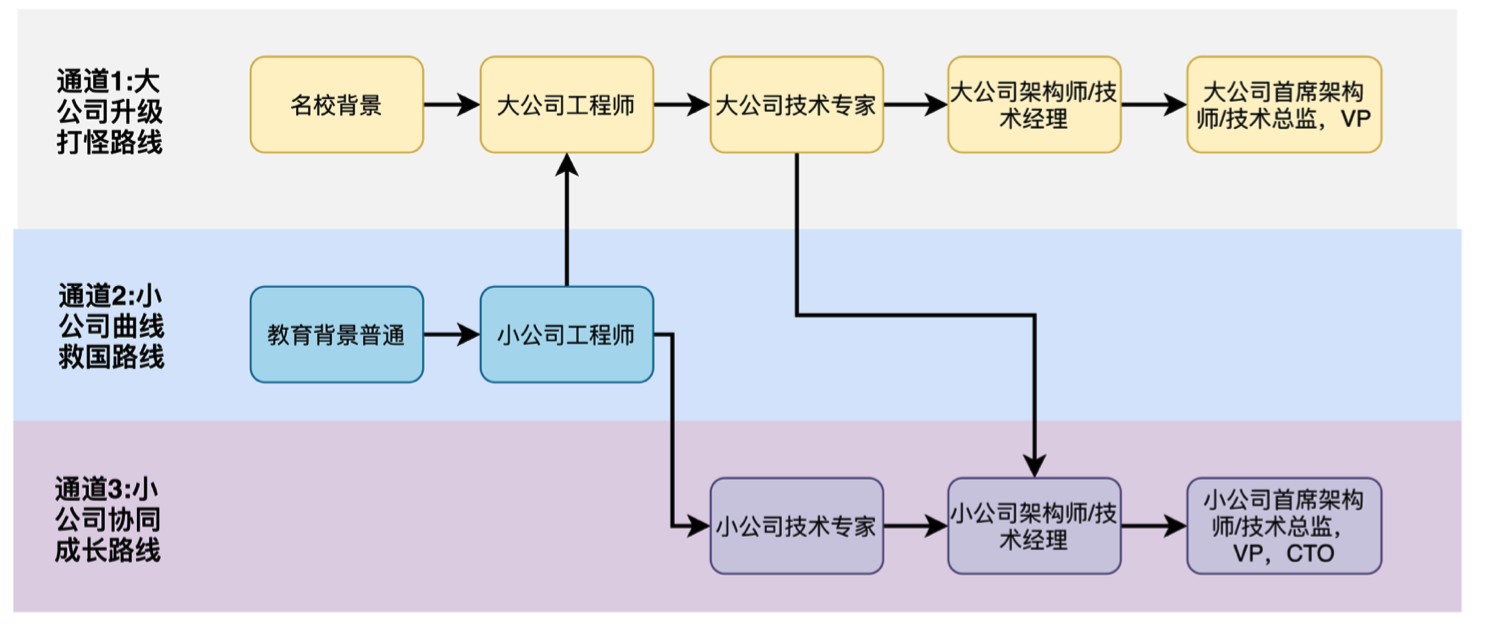 通道1:大
公司升级
打怪路线
名校背景
大公司工程师
大公司技术专家
大公司架构师/技
术经理
大公司首席架构
师/技术总监，VP
通道2:小
公司曲线
救国路线
教育背景普通
小公司工程师
通道3:小
公司协同
成长路线
小公司技术专家
小公司架构师/技
术经理
小公司首席架构
师/技术总监，
VP，CTO